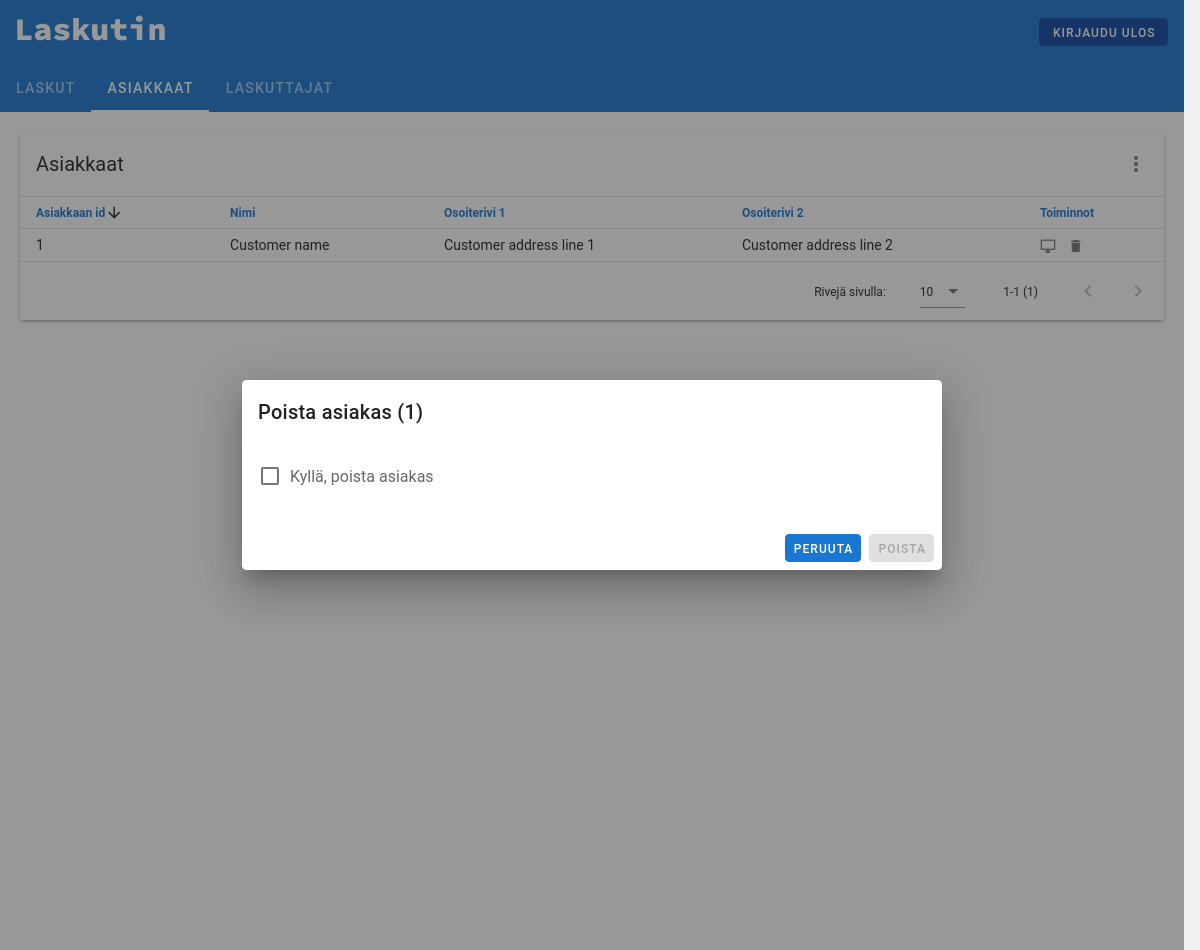 Laskutin
KIRJAUDU ULOS
LASKUT ASIAKKAAT LASKUTTAJAT
Asiakkaat
Asiakkaan id Nimi Osoiterivi 1 Osoiterivi 2 Toiminnot
1 Customer name Customer address line 1 Customer address line 2
Rivejä sivulla: 10 1-1 (1)
Poista asiakas (1)
Kyllä, poista asiakas
PERUUTA POISTA